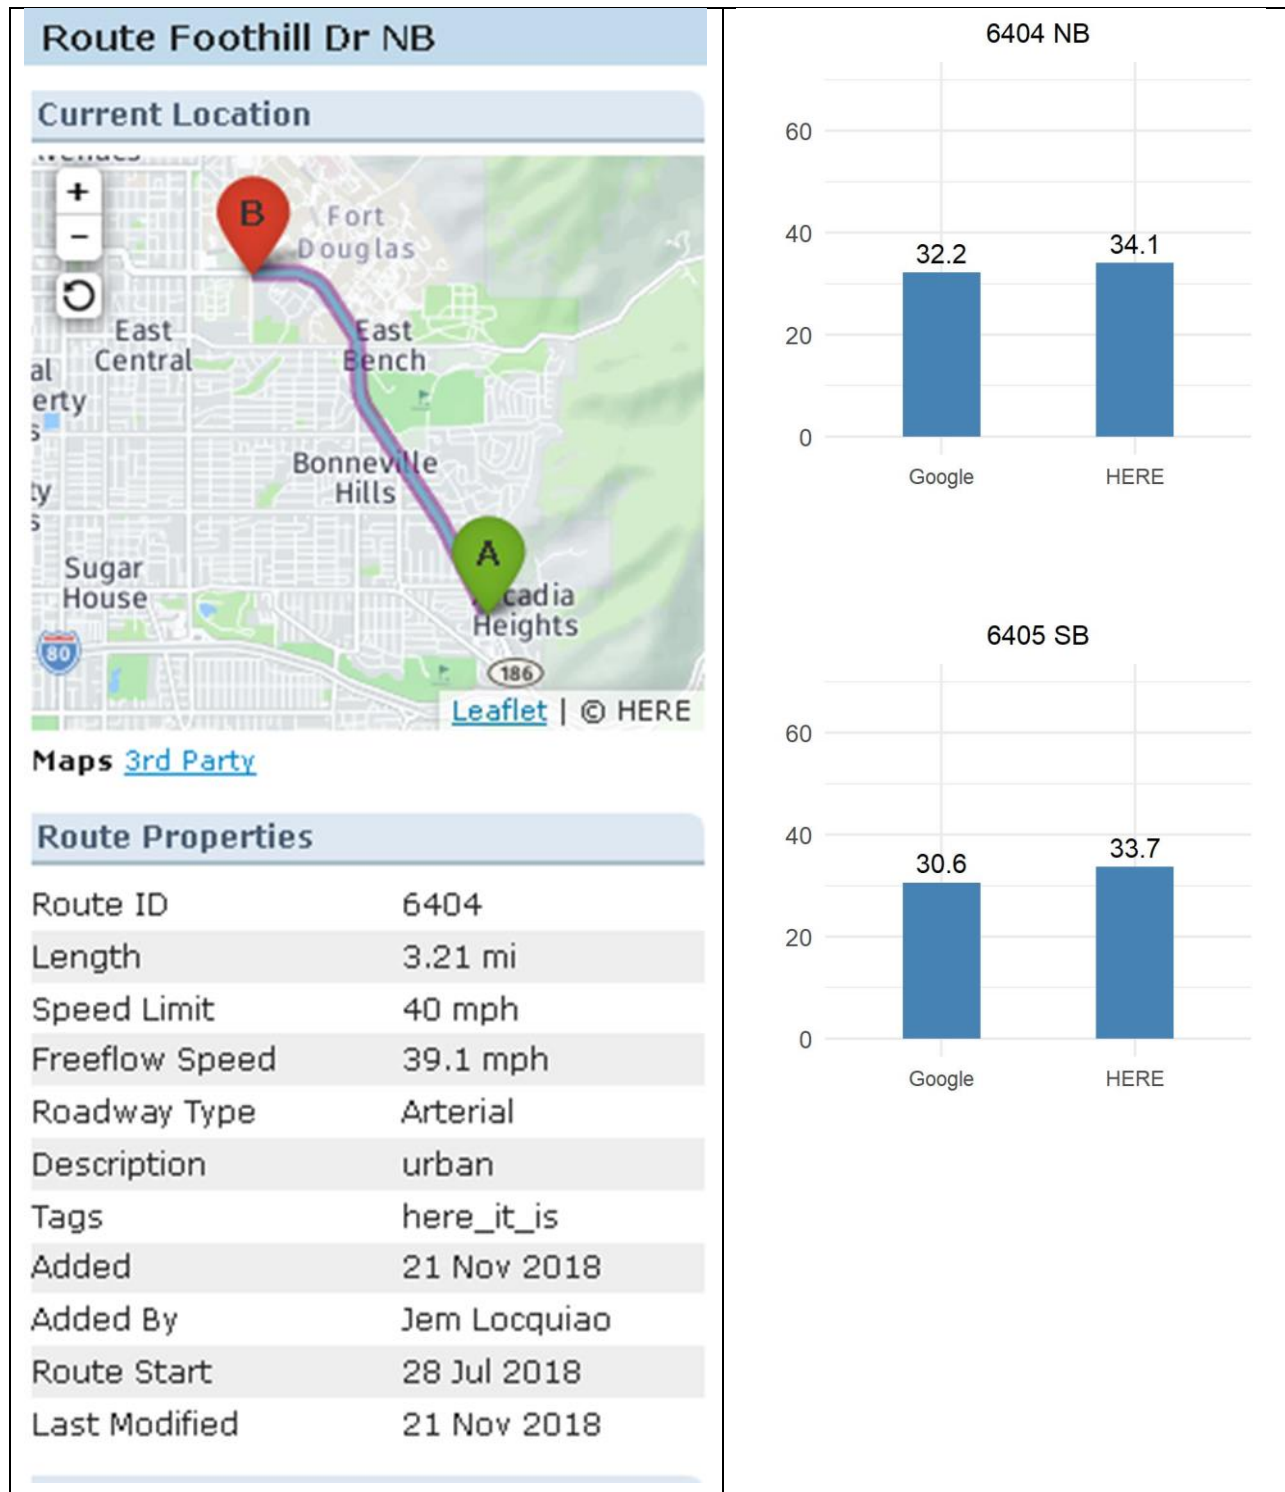 Route Foothill Dr NB
Current Location
+
−
B
Fort
Douglas
East
Central
East
Bench
al
erty
s
Bonneville
Hills
ty
s
A
Sugar
House
Heights
80
186
Leaflet | © HERE
Maps 3rd Party
Route Properties
Route ID 6404
Length 3.21 mi
Speed Limit 40 mph
Freeflow Speed 39.1 mph
Roadway Type Arterial
Description urban
Tags here_it_is
Added 21 Nov 2018
Added By Jem Locquiao
Route Start 28 Jul 2018
Last Modified 21 Nov 2018
6404 NB
60
40
20
0
32.2
34.1
Google HERE
6405 SB
60
40
20
0
30.6
33.7
Google HERE